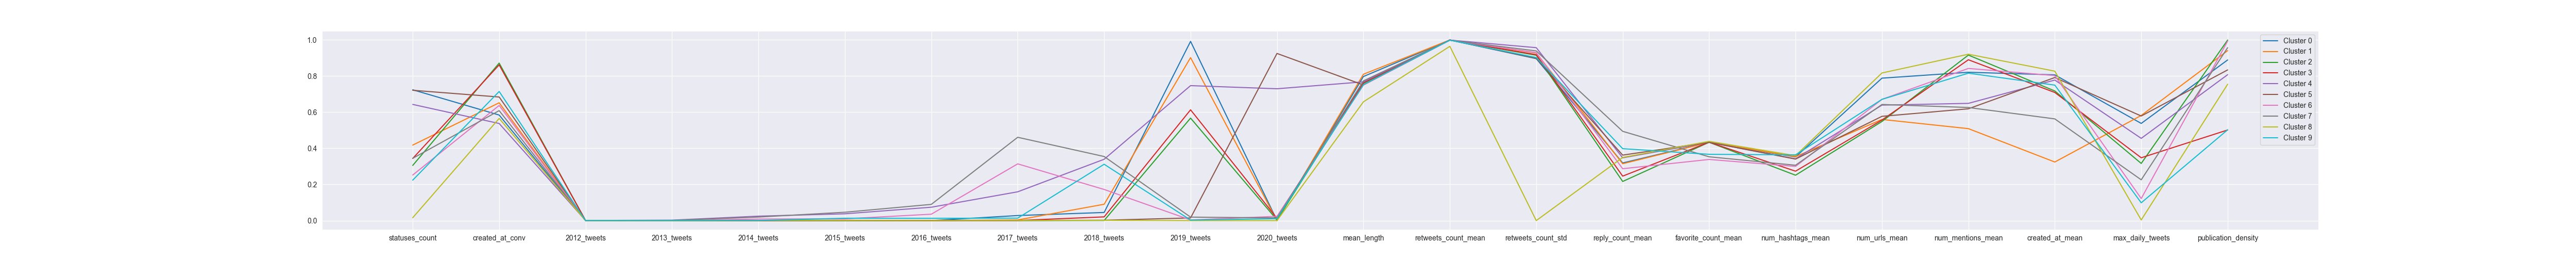 1.0
0.8
0.6
0.4
0.2
0.0
statuses_count created_at_conv 2012_tweets 2013_tweets 2014_tweets 2015_tweets 2016_tweets 2017_tweets 2018_tweets 2019_tweets 2020_tweets mean_length retweets_count_mean retweets_count_std reply_count_mean favorite_count_mean num_hashtags_mean num_urls_mean num_mentions_mean created_at_mean max_daily_tweets publication_density
Cluster 0
Cluster 1
Cluster 2
Cluster 3
Cluster 4
Cluster 5
Cluster 6
Cluster 7
Cluster 8
Cluster 9